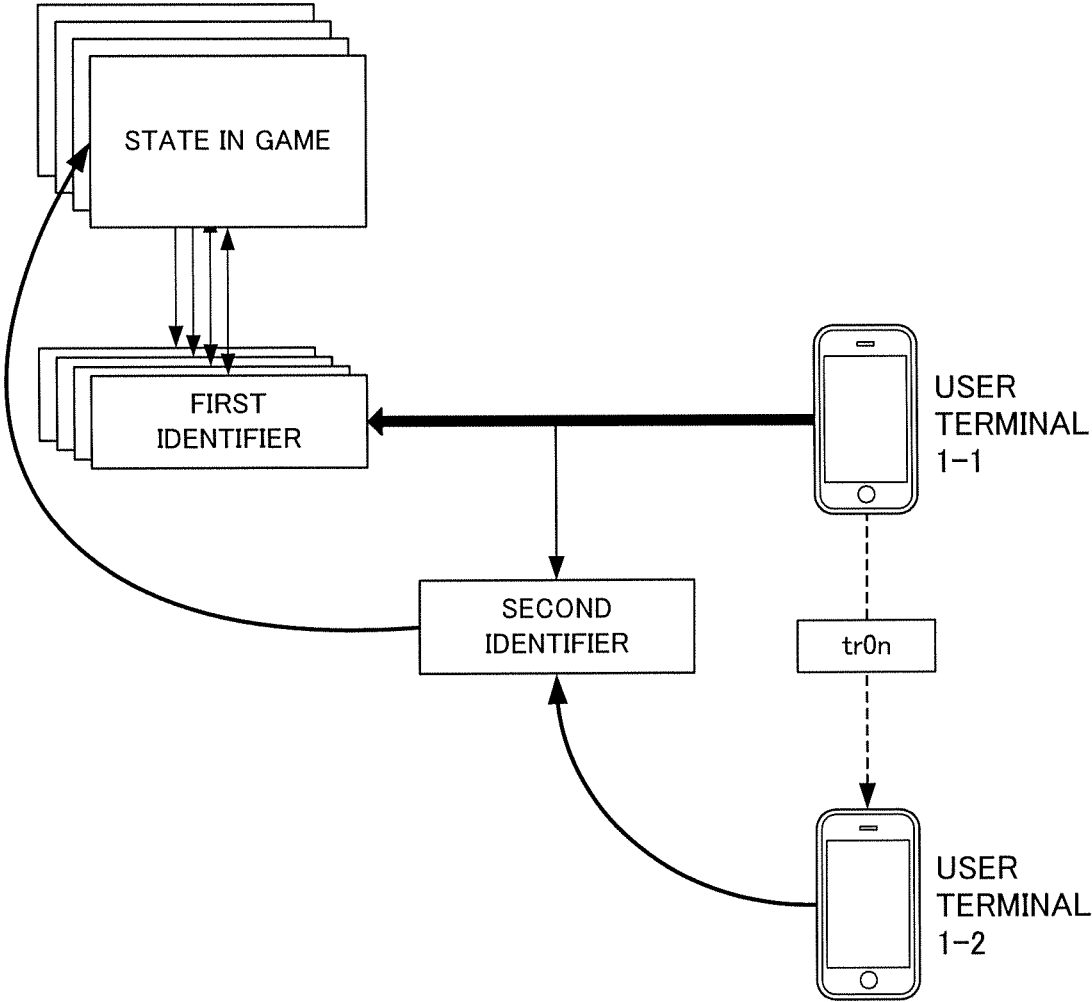 STATE IN GAME
FIRST
IDENTIFIER
USER
TERMINAL
1-1
SECOND
IDENTIFIER
tr0n
USER
TERMINAL
1-2